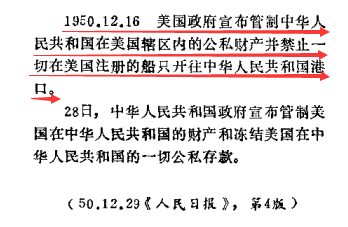 1950.12.16 美国政府宣布管制中华人
民共和国在美国辖区内的公私财产并禁止一
切在美国注册的船只开往中华人民共和国港
口。
28日，中华人民共和国政府宣布管制美
国在中华人民共和国的财产和冻结美国在中
华人民共和国的一切公私存款。
（50.12.29《人民日报》，第4版）